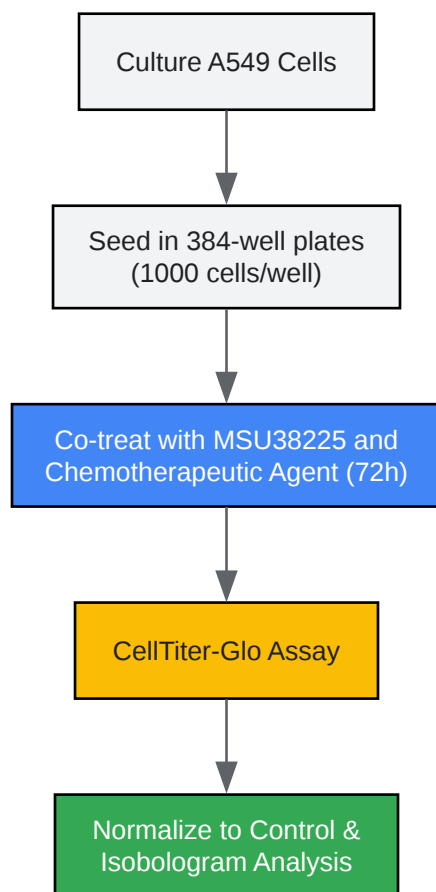 Culture A549 Cells
Seed in 384-well plates
(1000 cells/well)
Co-treat with MSU38225 and
Chemotherapeutic Agent (72h)
CellTiter-Glo Assay
Normalize to Control &
Isobologram Analysis